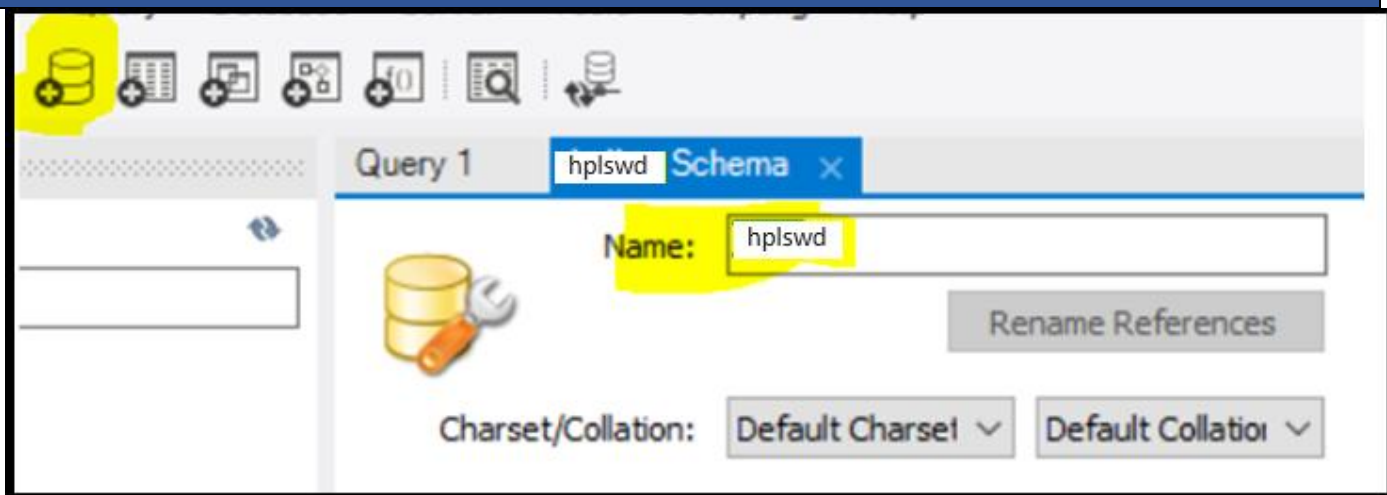 f()
Query 1 hplswd Schema ×
Name: hplswd
Rename References
Charset/Collation: Default Charset Default Collation